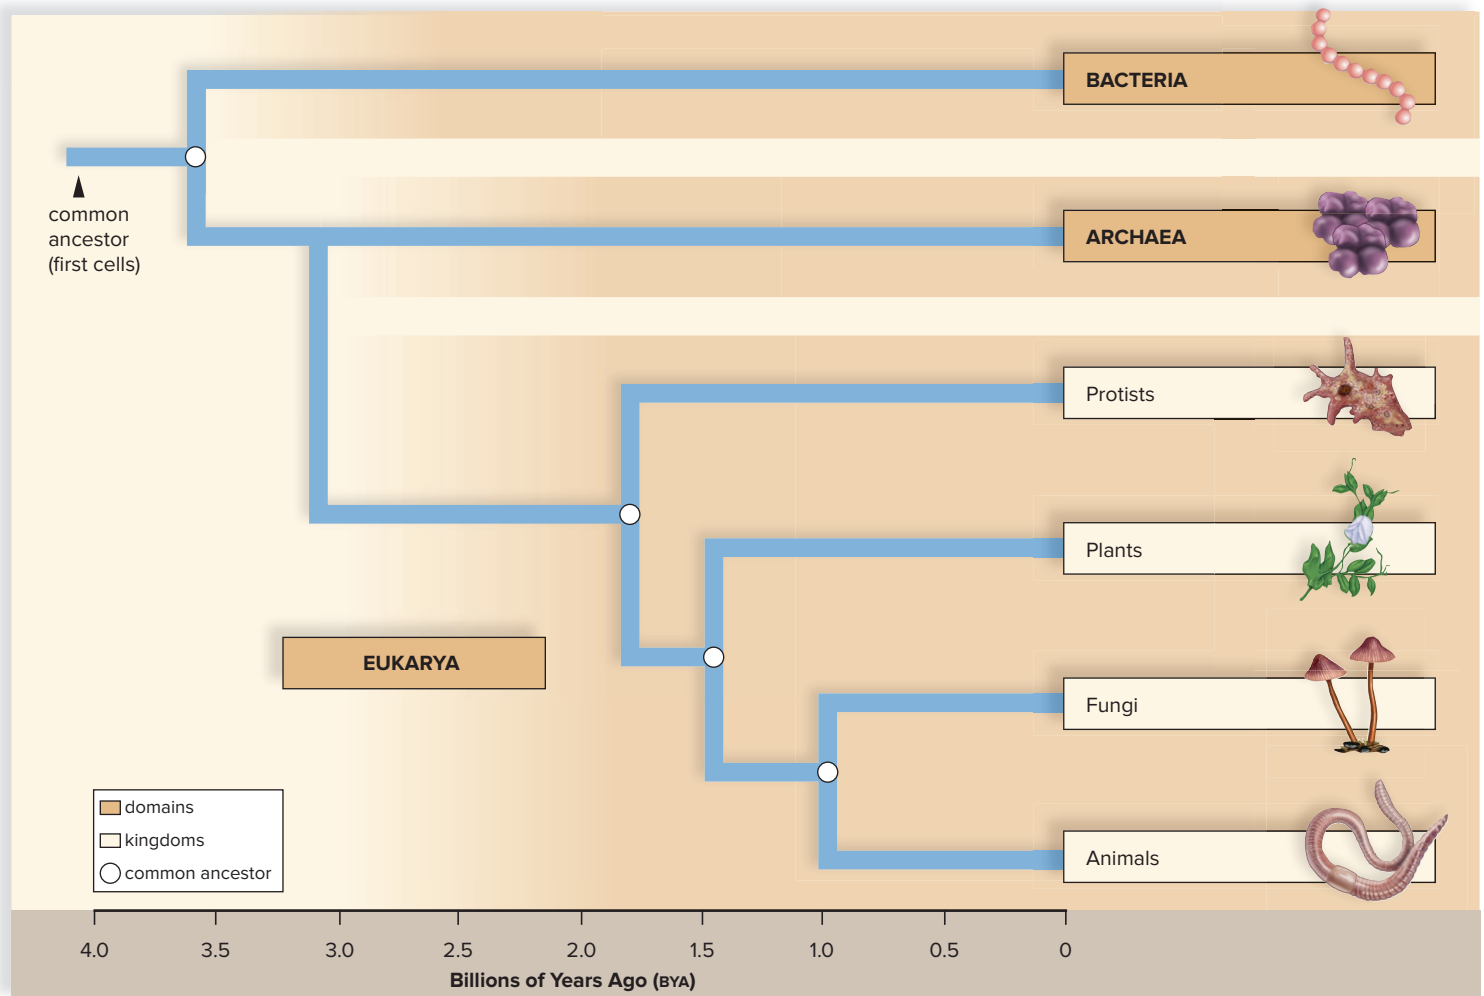 BACTERIA
common
ancestor
(first cells)
ARCHAEA
Protists
Plants
EUKARYA
Fungi
domains
kingdoms
common ancestor
Animals
4.0 3.5 3.0 2.5 2.0 1.5 1.0 0.5 0
Billions of Years Ago (BYA)